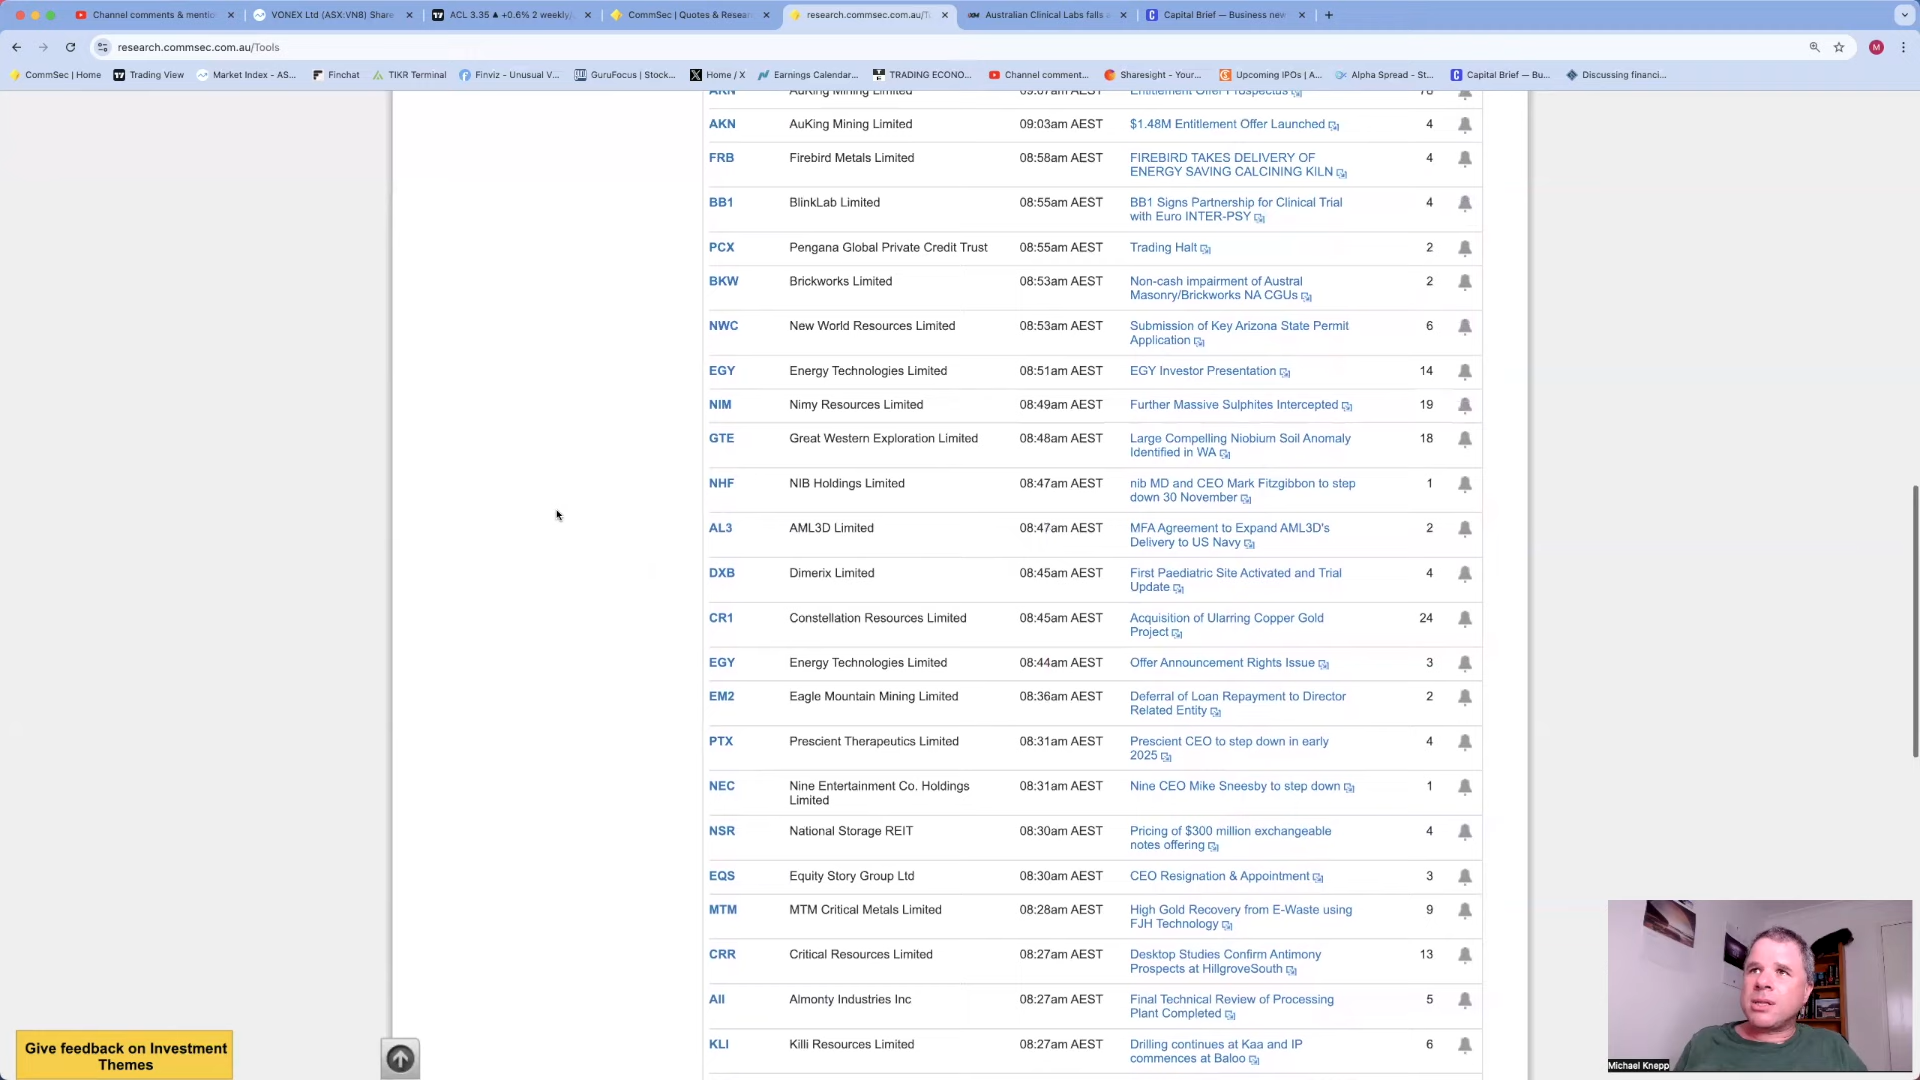 Channel comments & mentio
VONEX Ltd (ASX:VN8) Share
ACL 3.35 ▲ +0.6% 2 weekly/
CommSec | Quotes & Resear
research.commsec.com.au/T
Australian Clinical Labs falls a
Capital Brief — Business new
research.commsec.com.au/Tools
M
CommSec | Home
Trading View
Market Index - AS...
Finchat
TIKR Terminal
Finviz - Unusual V...
GuruFocus | Stock...
Home / X
Earnings Calendar...
TRADING ECONO...
Channel comment...
Sharesight - Your...
Upcoming IPOs | A...
Alpha Spread - St...
Capital Brief — Bu...
Discussing financi...
AKN AuKing Mining Limited 09:07am AEST Entitlement Offer Prospectus
AKN AuKing Mining Limited 09:03am AEST $1.48M Entitlement Offer Launched 4
FRB Firebird Metals Limited 08:58am AEST FIREBIRD TAKES DELIVERY OF 4
ENERGY SAVING CALCINING KILN
BB1 BlinkLab Limited 08:55am AEST BB1 Signs Partnership for Clinical Trial 4
with Euro INTER-PSY
PCX Pengana Global Private Credit Trust 08:55am AEST Trading Halt 2
BKW Brickworks Limited 08:53am AEST Non-cash impairment of Austral 2
Masonry/Brickworks NA CGUs
NWC New World Resources Limited 08:53am AEST Submission of Key Arizona State Permit 6
Application
EGY Energy Technologies Limited 08:51am AEST EGY Investor Presentation 14
NIM Nimy Resources Limited 08:49am AEST Further Massive Sulphites Intercepted 19
GTE Great Western Exploration Limited 08:48am AEST Large Compelling Niobium Soil Anomaly 18
Identified in WA
NHF NIB Holdings Limited 08:47am AEST nib MD and CEO Mark Fitzgibbon to step 1
down 30 November
AL3 AML3D Limited 08:47am AEST MFA Agreement to Expand AML3D's 2
Delivery to US Navy
DXB Dimerix Limited 08:45am AEST First Paediatric Site Activated and Trial 4
Update
CR1 Constellation Resources Limited 08:45am AEST Acquisition of Ularring Copper Gold 24
Project
EGY Energy Technologies Limited 08:44am AEST Offer Announcement Rights Issue 3
EM2 Eagle Mountain Mining Limited 08:36am AEST Deferral of Loan Repayment to Director 2
Related Entity
PTX Prescient Therapeutics Limited 08:31am AEST Prescient CEO to step down in early 4
2025
NEC Nine Entertainment Co. Holdings 08:31am AEST Nine CEO Mike Sneesby to step down 1
Limited
NSR National Storage REIT 08:30am AEST Pricing of $300 million exchangeable 4
notes offering
EQS Equity Story Group Ltd 08:30am AEST CEO Resignation & Appointment 3
MTM MTM Critical Metals Limited 08:28am AEST High Gold Recovery from E-Waste using 9
FJH Technology
CRR Critical Resources Limited 08:27am AEST Desktop Studies Confirm Antimony 13
Prospects at HillgroveSouth
AII Almonty Industries Inc 08:27am AEST Final Technical Review of Processing 5
Plant Completed
KLI Killi Resources Limited 08:27am AEST Drilling continues at Kaa and IP 6
commences at Baloo
Give feedback on Investment
Themes
Michael Knepp